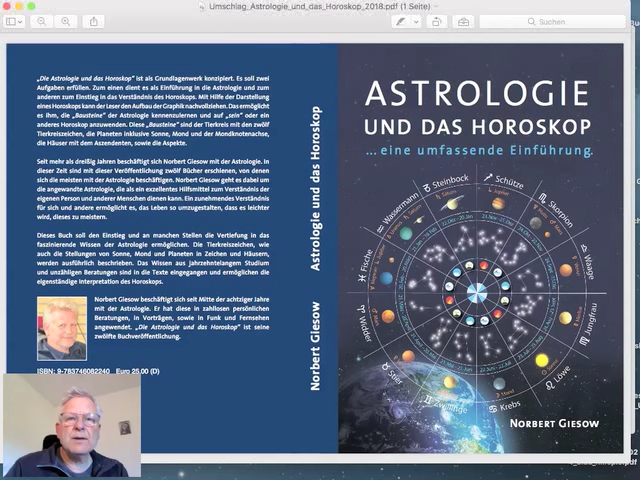 Umschlag_Astrologie_und_das_Horoskop_2018.pdf (1 Seite)
Suchen
„Die Astrologie und das Horoskop" ist als Grundlagenwerk konzipiert. Es soll zwei
Aufgaben erfüllen. Zum einen dient es als Einführung in die Astrologie und zum
anderen zum Einstieg in das Verständnis des Horoskops. Mit Hilfe der Darstellung
eines Horoskops kann der Leser den Aufbau der Graphik nachvollziehen. Das ermöglicht
es ihm, die „Bausteine" der Astrologie kennenzulernen und auf „sein" oder ein
anderes Horoskop anzuwenden. Diese „Bausteine" sind der Tierkreis mit den zwölf
Tierkreiszeichen, die Planeten inklusive Sonne, Mond und der Mondknotenachse,
die Häuser mit dem Aszendenten, sowie die Aspekte.
Seit mehr als dreißig Jahren beschäftigt sich Norbert Giesow mit der Astrologie. In
dieser Zeit sind mit dieser Veröffentlichung zwölf Bücher erschienen, von denen
sich die meisten mit der Astrologie beschäftigen. Norbert Giesow geht es dabei um
die angewandte Astrologie, die als ein exzellentes Hilfsmittel zum Verständnis der
eigenen Person und anderer Menschen dienen kann. Ein zunehmendes Verständnis
für sich und andere ermöglicht es, das Leben so umzugestalten, dass es leichter
wird, dieses zu meistern.
Dieses Buch soll den Einstieg und an manchen Stellen die Vertiefung in das
faszinierende Wissen der Astrologie ermöglichen. Die Tierkreiszeichen, wie
auch die Stellungen von Sonne, Mond und Planeten in Zeichen und Häusern,
werden ausführlich beschrieben. Das Wissen aus jahrzehntelangem Studium
und unzähligen Beratungen sind in die Texte eingegangen und ermöglichen die
eigenständige Interpretation des Horoskops.
Norbert Giesow beschäftigt sich seit Mitte der achtziger Jahre
mit der Astrologie. Er hat diese in zahllosen persönlichen
Beratungen, in Vorträgen, sowie in Funk und Fernsehen
angewendet. „Die Astrologie und das Horoskop" ist seine
zwölfte Buchveröffentlichung.
ISBN: 9-783746082240 Euro 25,00 (D)
Astrologie und das Horoskop
Norbert Giesow
ASTROLOGIE
UND DAS HOROSKOP
...eine umfassende Einführung.
Steinbock
Schütze
Skorpion
Waage
Jungfrau
Löwe
Krebs
Zwillinge
Stier
Widder
Fische
Wassermann
NORBERT GIESOW